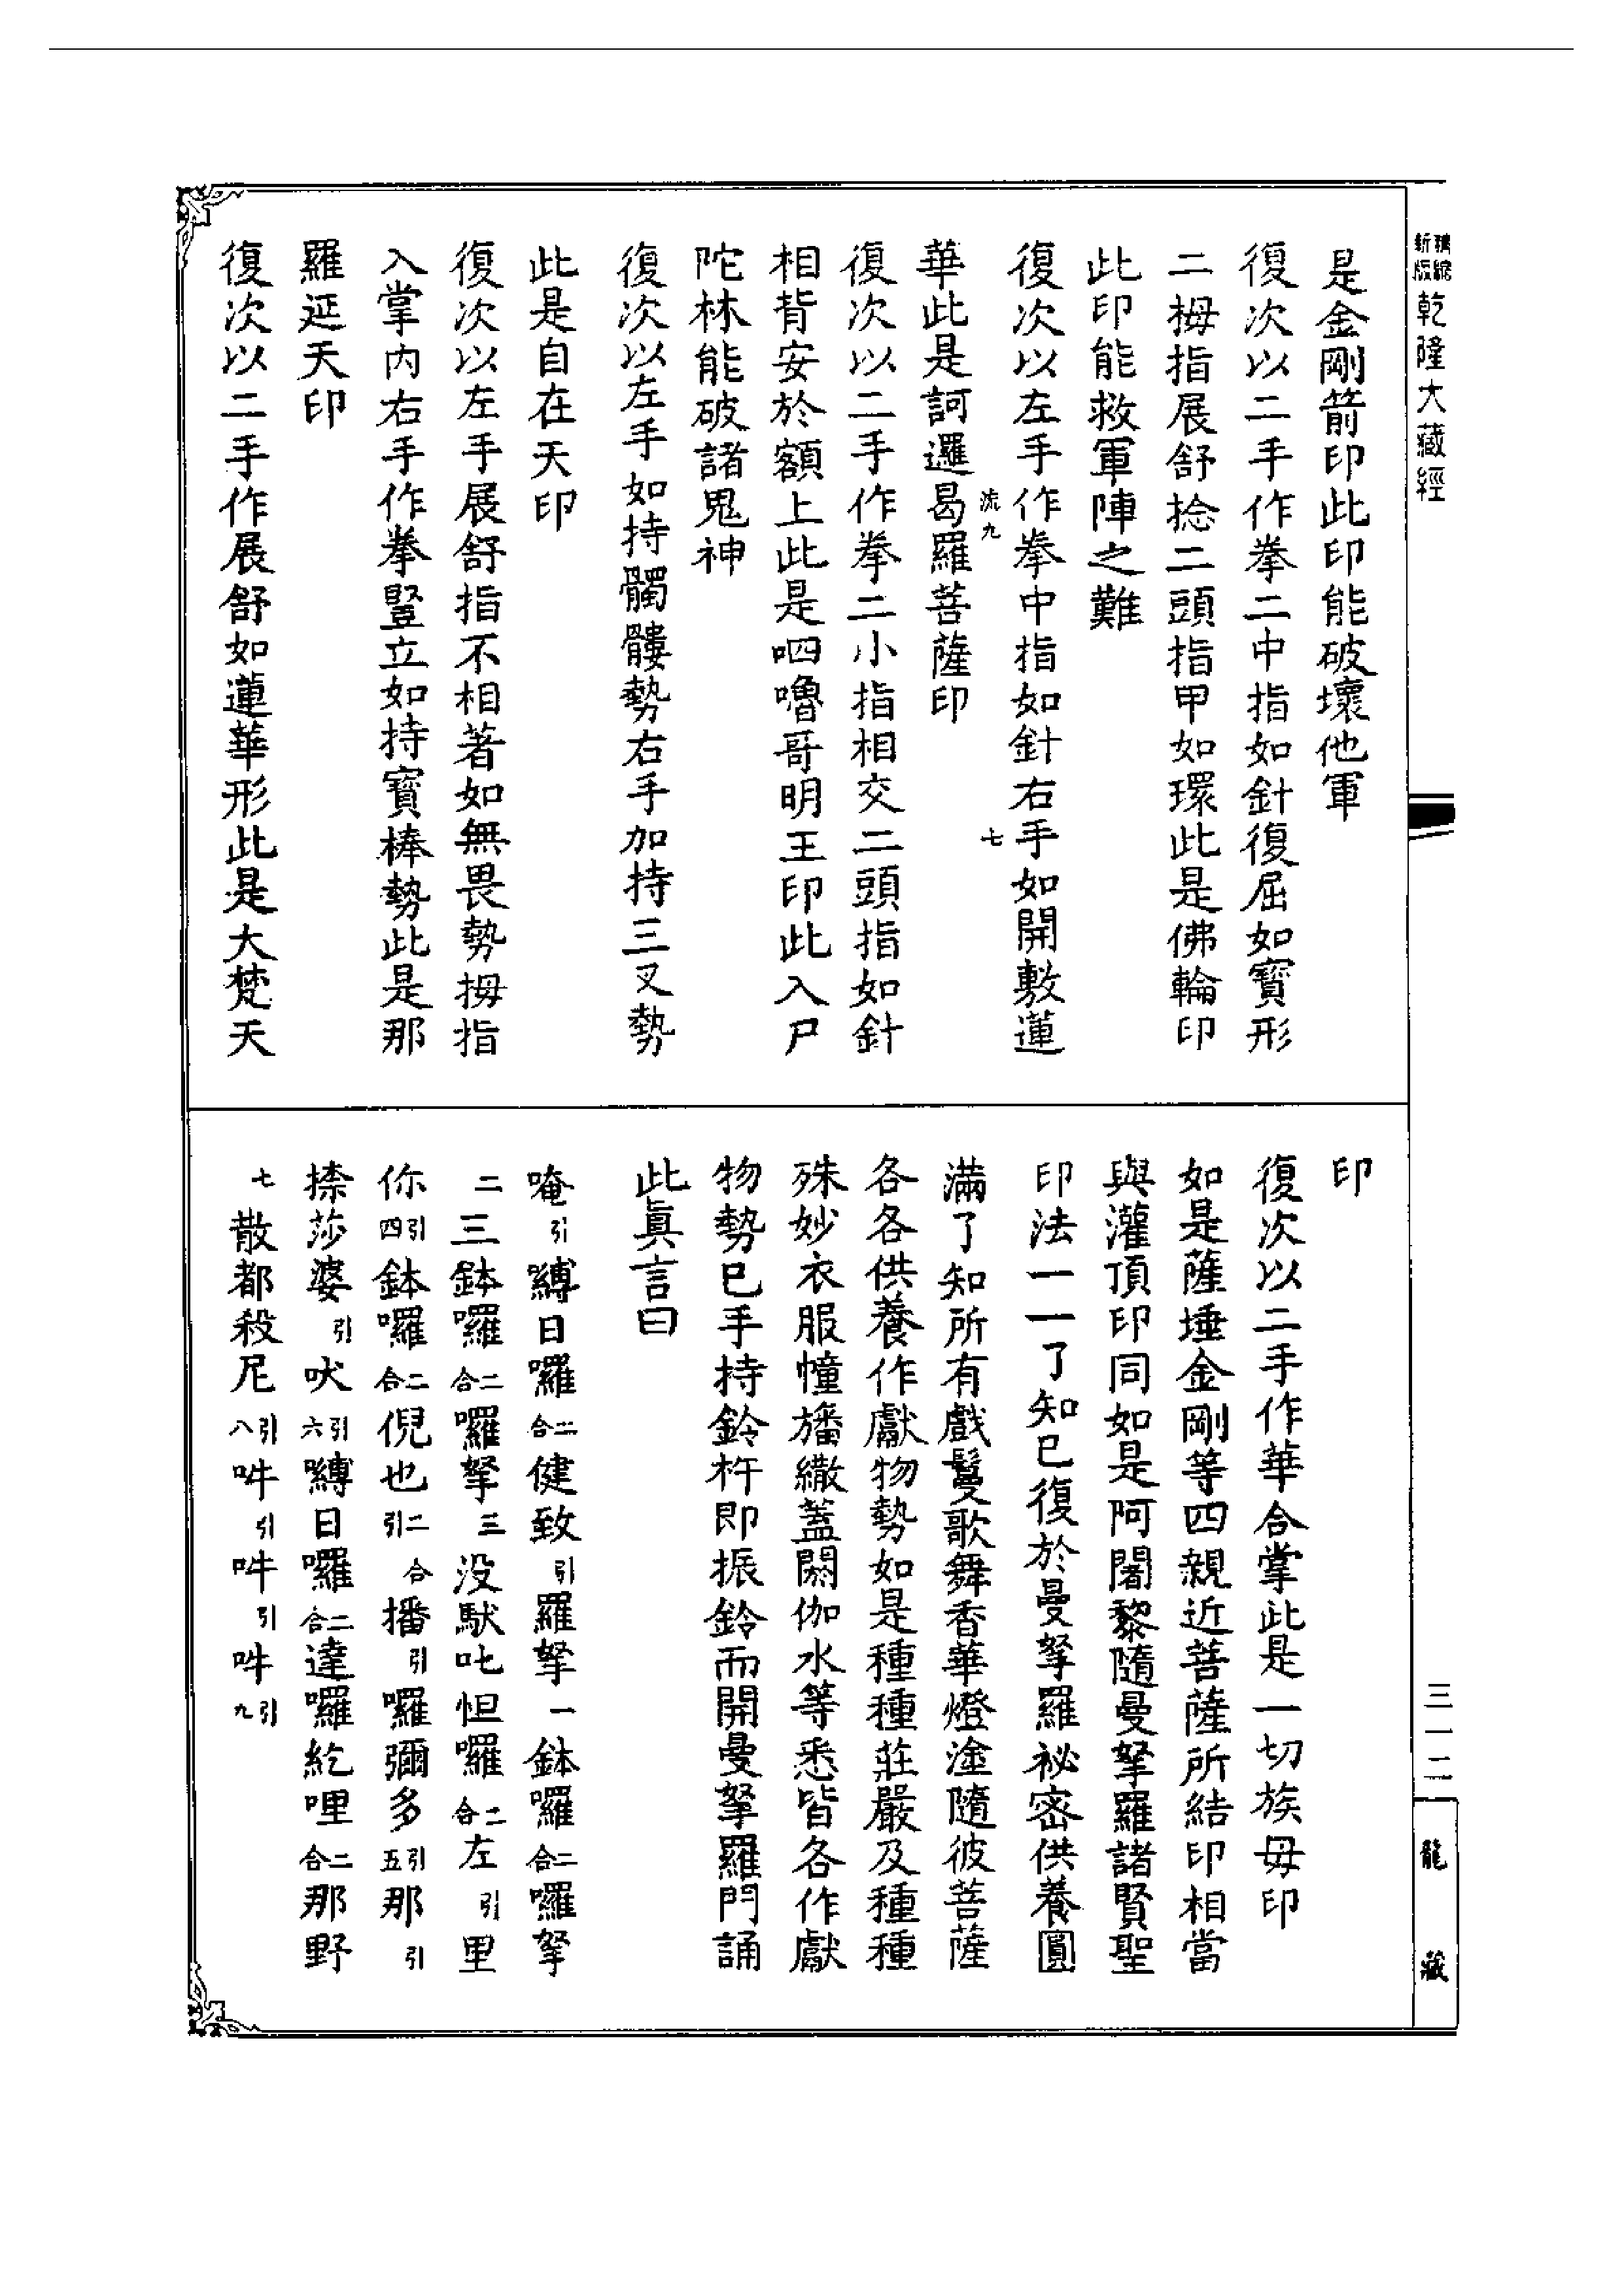 精縮新版乾隆大藏經
三一二
龍藏
是金剛箭印此印能破壞他軍
復次以二手作拳二中指如針復屈如寶形
二拇指展舒捻二頭指甲如環此是佛輪印
此印能救軍陣之難
復次以左手作拳中指如針右手如開敷蓮
流九 七
華此是訶邏曷羅菩薩印
復次以二手作拳二小指相交二頭指如針
相背安於額上此是呬嚕哥明王印此入尸
陀林能破諸鬼神
復次以左手如持髑髏勢右手加持三叉勢
此是自在天印
復次以左手展舒指不相著如無畏勢拇指
入掌內右手作拳豎立如持寶棒勢此是那
羅延天印
復次以二手作展舒如蓮華形此是大梵天
印
復次以二手作華合掌此是一切族母印
如是薩埵金剛等四親近菩薩所結印相當
與灌頂印同如是阿闍黎隨曼拏羅諸賢聖
印法一一了知已復於曼拏羅祕密供養圓
滿了知所有戲鬘歌舞香華燈塗隨彼菩薩
各各供養作獻物勢如是種種莊嚴及種種
殊妙衣服幢旛繖蓋閼伽水等悉皆各作獻
物勢已手持鈴杵即振鈴而開曼拏羅門誦
此真言曰
唵引嚩日囉二合健致引羅拏一鉢囉二合囉拏
二三鉢囉二合囉拏三沒馱吒怛囉二合左引里
你引四鉢囉二合倪也二合引播引囉彌多引五那引
捺莎婆引吠引六嚩日囉二合達囉紇哩二合那野
七散都殺尼引八吽引吽引吽引九